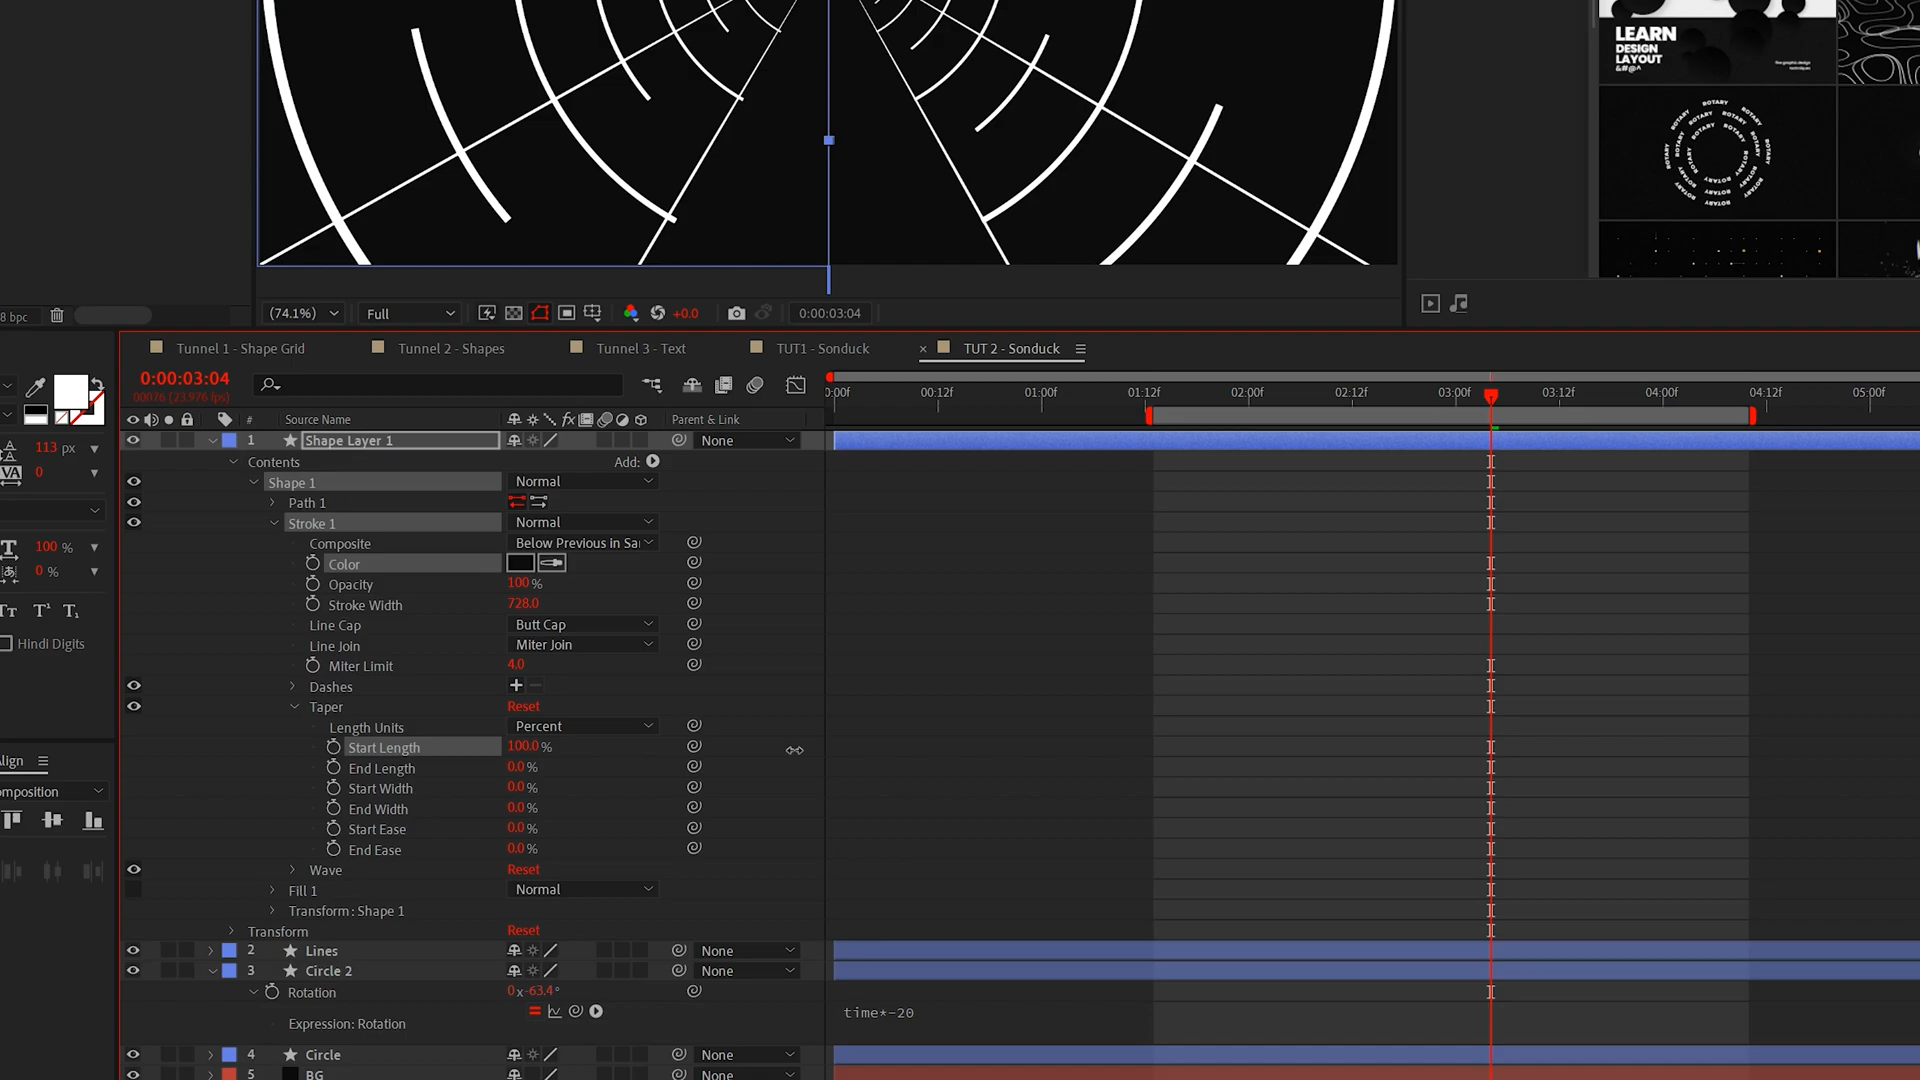 LEARN
DESIGN
LAYOUT
&#@^
ROTARY
8 bpc
(74.1%)
Full
+0.0
0:00:03:04
Tunnel 1 - Shape Grid
Tunnel 2 - Shapes
Tunnel 3 - Text
TUT1 - Sonduck
× TUT 2 - Sonduck
0:00:03:04
00076 (23.976 fps)
:00f 00:12f 01:00f 01:12f 02:00f 02:12f 03:00f 03:12f 04:00f 04:12f 05:00f
# Source Name fx Parent & Link
1 Shape Layer 1 None
Contents Add:
Shape 1 Normal
Path 1
Stroke 1 Normal
Composite Below Previous in Sa
Color
Opacity 100 %
Stroke Width 728.0
Line Cap Butt Cap
Line Join Miter Join
Miter Limit 4.0
Dashes
Taper Reset
Length Units Percent
Start Length 100.0 %
End Length 0.0 %
Start Width 0.0 %
End Width 0.0 %
Start Ease 0.0 %
End Ease 0.0 %
Wave Reset
Fill 1 Normal
Transform: Shape 1
Transform Reset
2 Lines None
3 Circle 2 None
Rotation 0x-63.4°
Expression: Rotation time*-20
4 Circle None
5 BG None
113 px
VA 0
T 100 %
0 %
TT T¹ T₁
Hindi Digits
Align
omposition